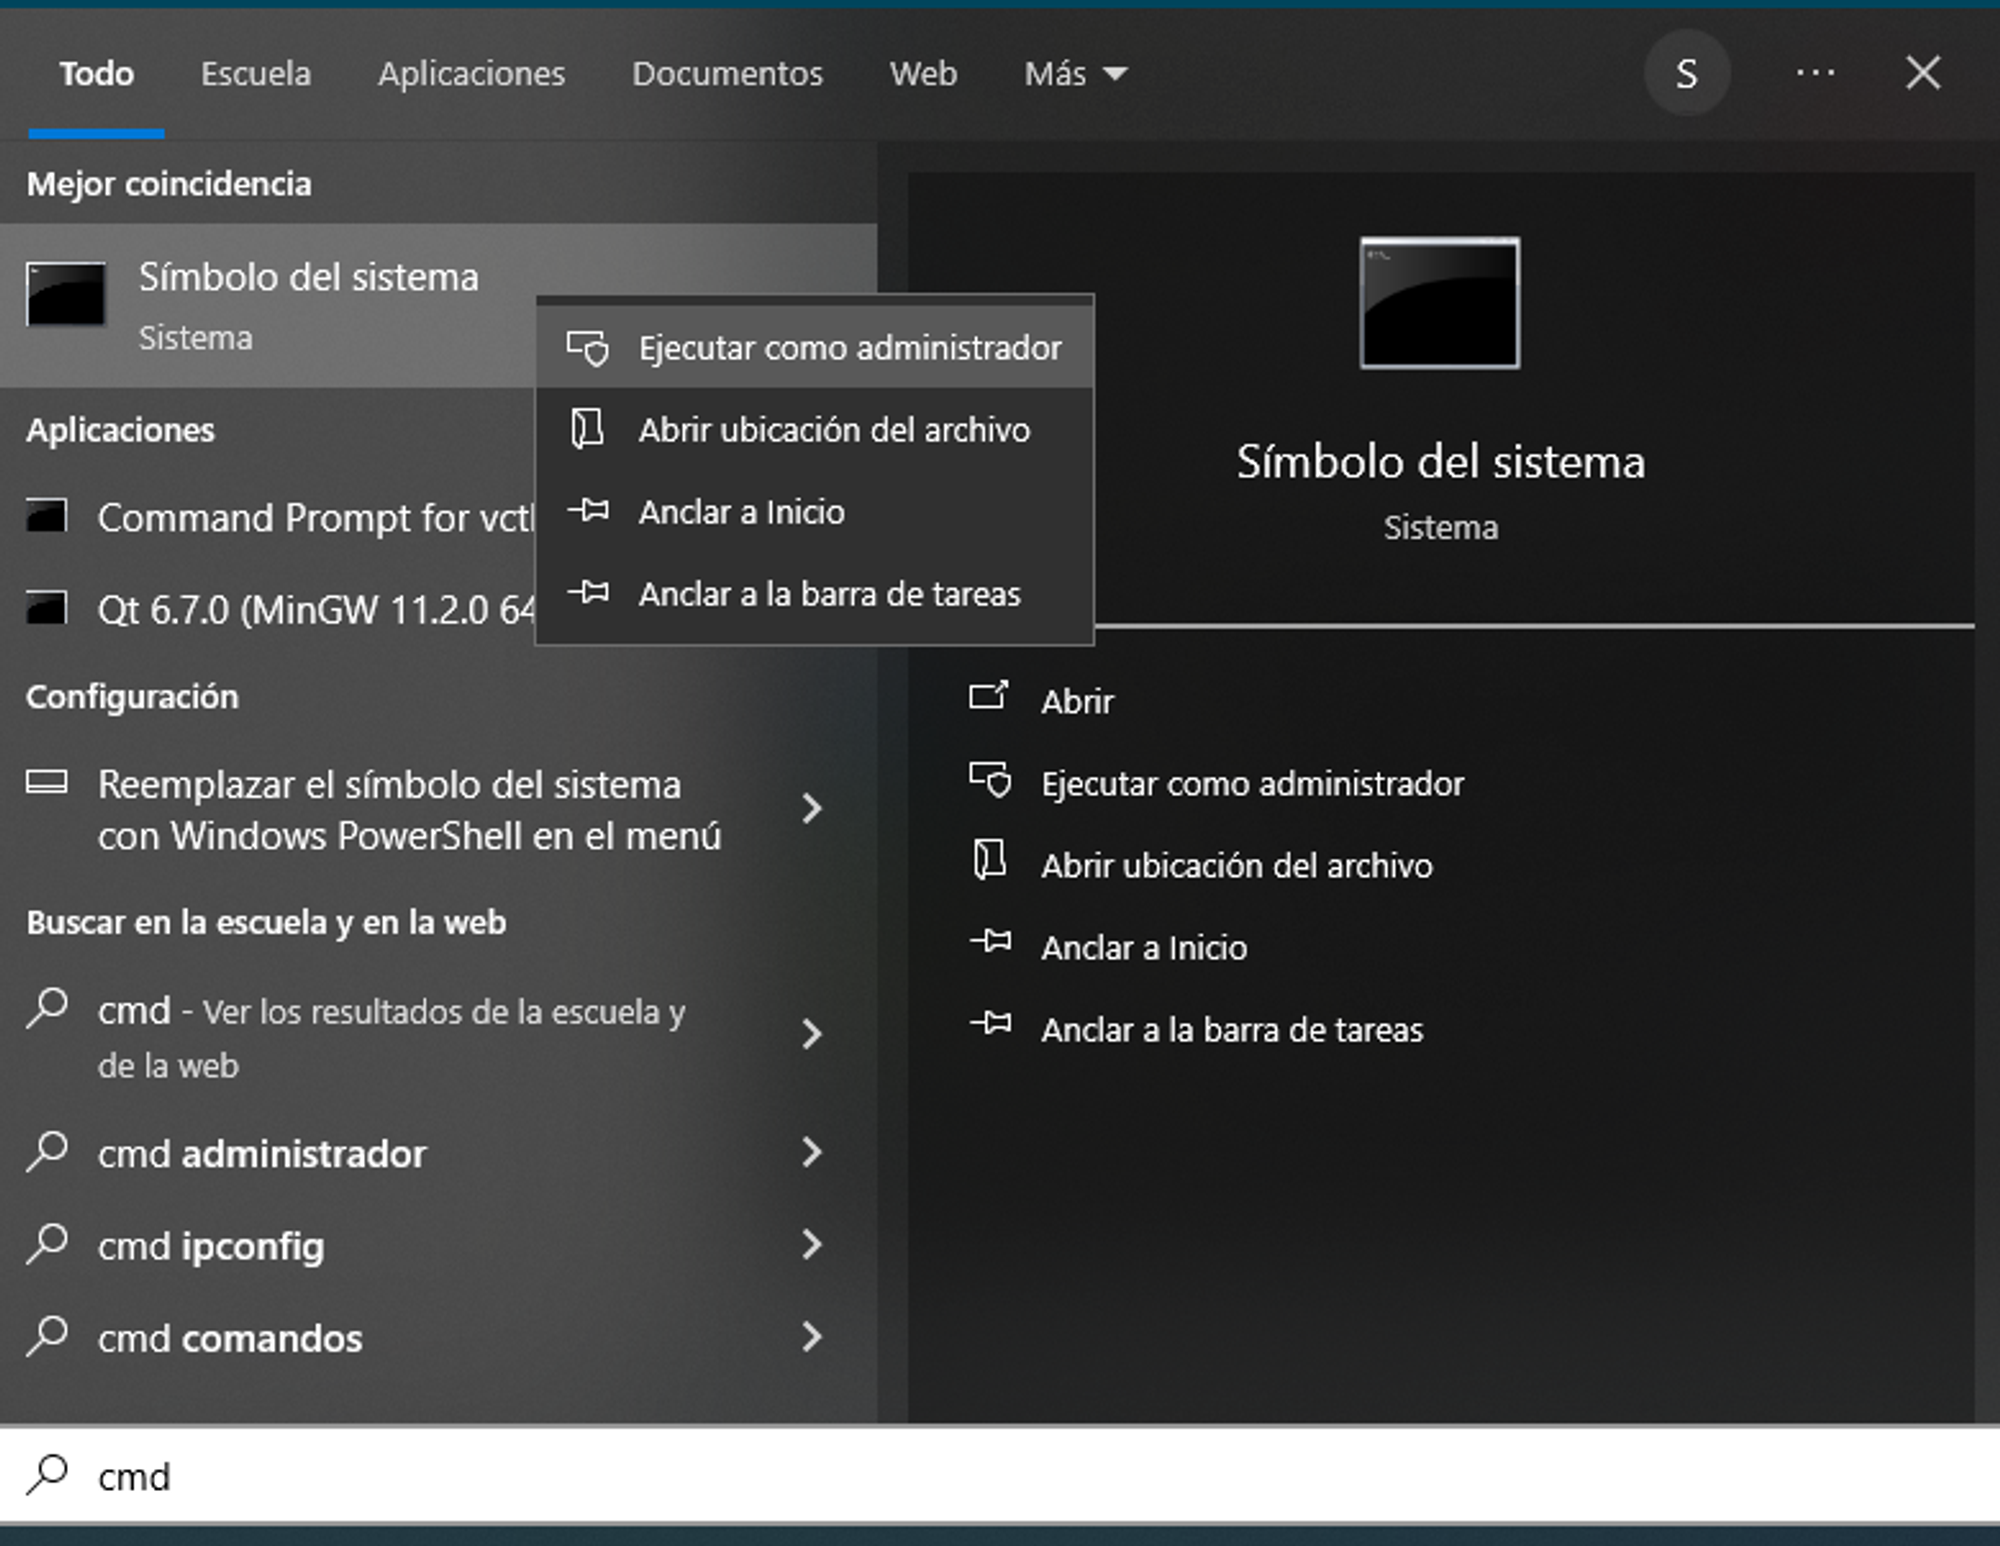 Todo Escuela Aplicaciones Documentos Web Más S ... 
Mejor coincidencia
Símbolo del sistema
Sistema
Ejecutar como administrador
Abrir ubicación del archivo
Anclar a Inicio
Anclar a la barra de tareas
Aplicaciones
Command Prompt for
Qt 6.7.0 (MinGW 11.2.0 64
Configuración
Reemplazar el símbolo del sistema
con Windows PowerShell en el menú
Buscar en la escuela y en la web
cmd - Ver los resultados de la escuela y
de la web
cmd administrador
cmd ipconfig
cmd comandos
Símbolo del sistema
Sistema
Abrir
Ejecutar como administrador
Abrir ubicación del archivo
Anclar a Inicio
Anclar a la barra de tareas
cmd